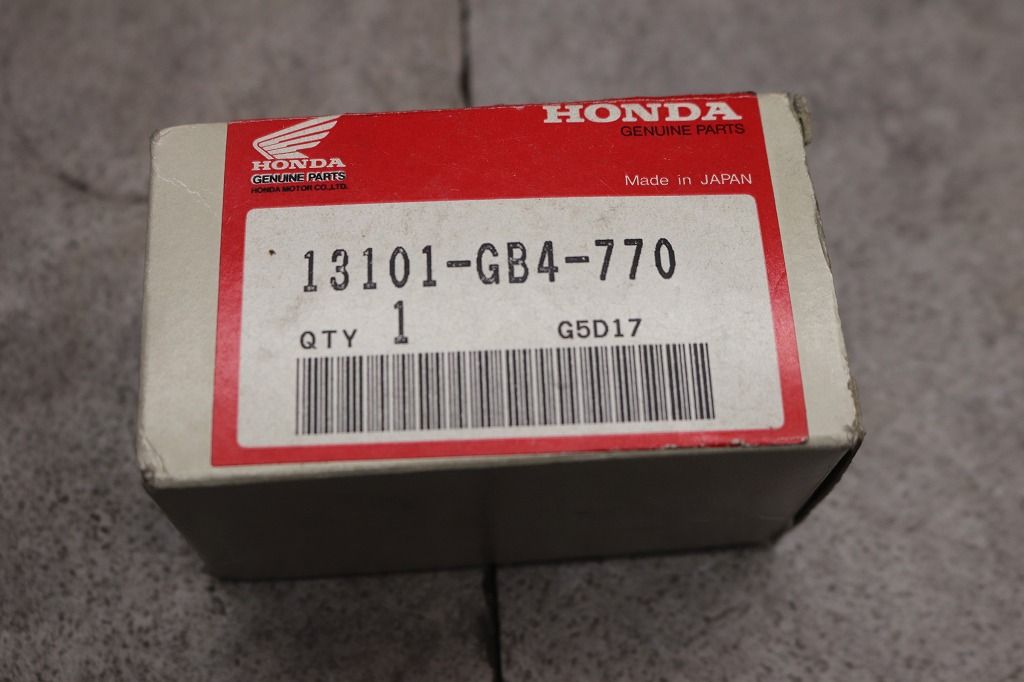 HONDA
GENUINE PARTS
HONDA MOTOR CO.,LTD.
HONDA
GENUINE PARTS
Made in JAPAN
13101-GB4-770
QTY 1 G5D17